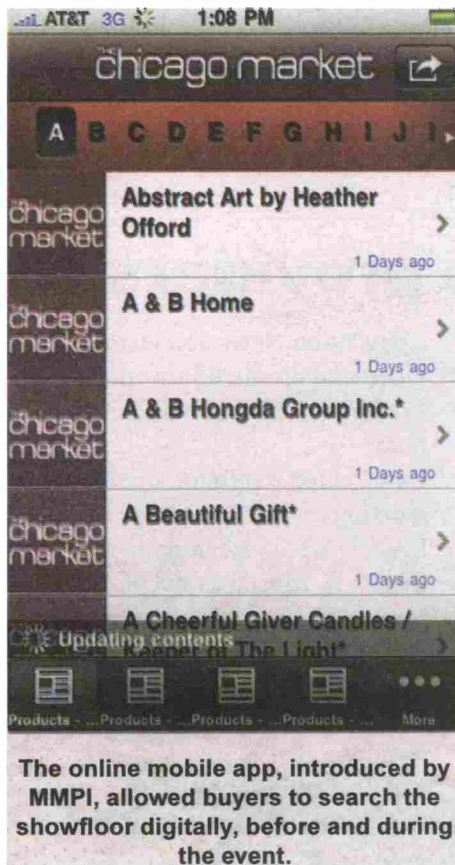 AT&T 3G 1:08 PM
THE chicago market
A B C D E F G H I J I
chicago market
Abstract Art by Heather
Offord
1 Days ago
chicago market
A & B Home
1 Days ago
chicago market
A & B Hongda Group Inc.*
1 Days ago
chicago market
A Beautiful Gift*
1 Days ago
A Cheerful Giver Candles /
Keeper of The Light*
Updating contents
Products - ... Products - ... Products - ... Products - ... More
The online mobile app, introduced by
MMPI, allowed buyers to search the
showfloor digitally, before and during
the event.